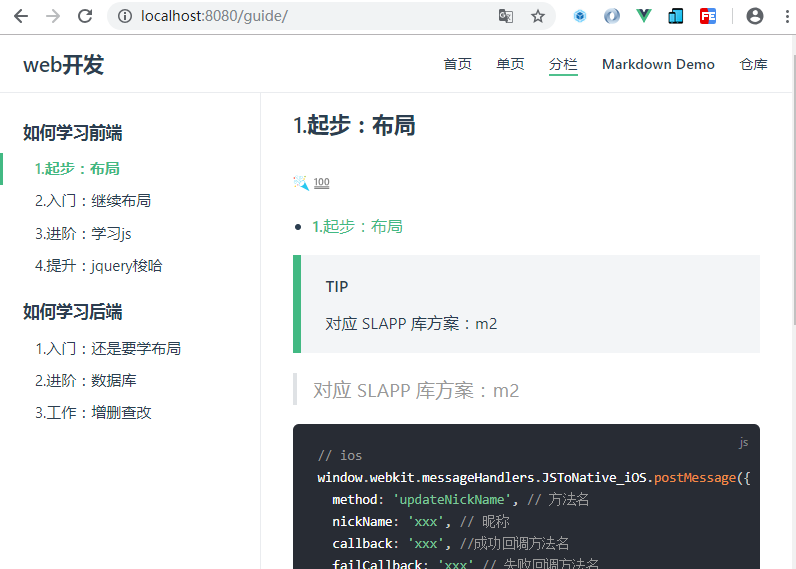 localhost:8080/guide/
web开发
首页 单页 分栏 Markdown Demo 仓库
如何学习前端
1.起步：布局
2.入门：继续布局
3.进阶：学习js
4.提升：jquery梭哈
如何学习后端
1.入门：还是要学布局
2.进阶：数据库
3.工作：增删查改
1.起步：布局
100
1.起步：布局
TIP
对应 SLAPP 库方案：m2
对应 SLAPP 库方案：m2
js
// ios
window.webkit.messageHandlers.JSToNative_iOS.postMessage({
method: 'updateNickName', // 方法名
nickName: 'xxx', // 昵称
callback: 'xxx', //成功回调方法名
failCallback: 'xxx' // 失败回调方法名